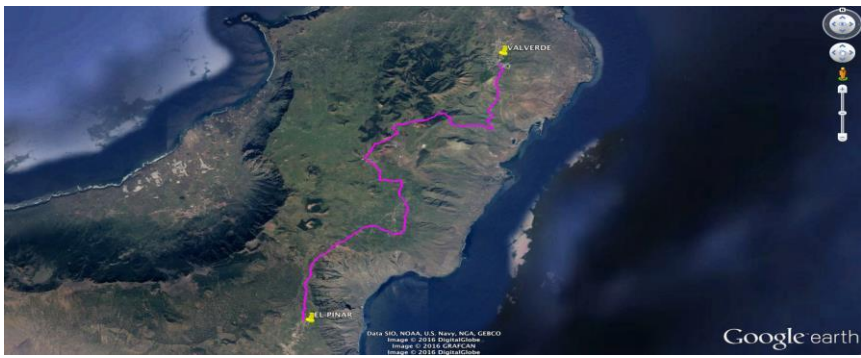 VALVERDE
EL PINAR
Data SIO, NOAA, U.S. Navy, NGA, GEBCO
Image © 2016 DigitalGlobe
Image © 2016 GRAFCAN
Image © 2016 DigitalGlobe
Google earth